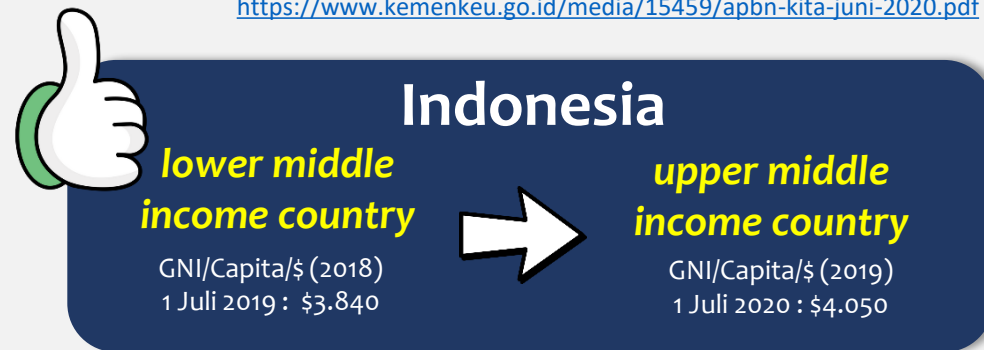 https://www.kemenkeu.go.id/media/15459/apbn-kita-juni-2020.pdf
Indonesia
lower middle
income country
GNI/Capita/$ (2018)
1 Juli 2019 : $3.840
upper middle
income country
GNI/Capita/$ (2019)
1 Juli 2020 : $4.050